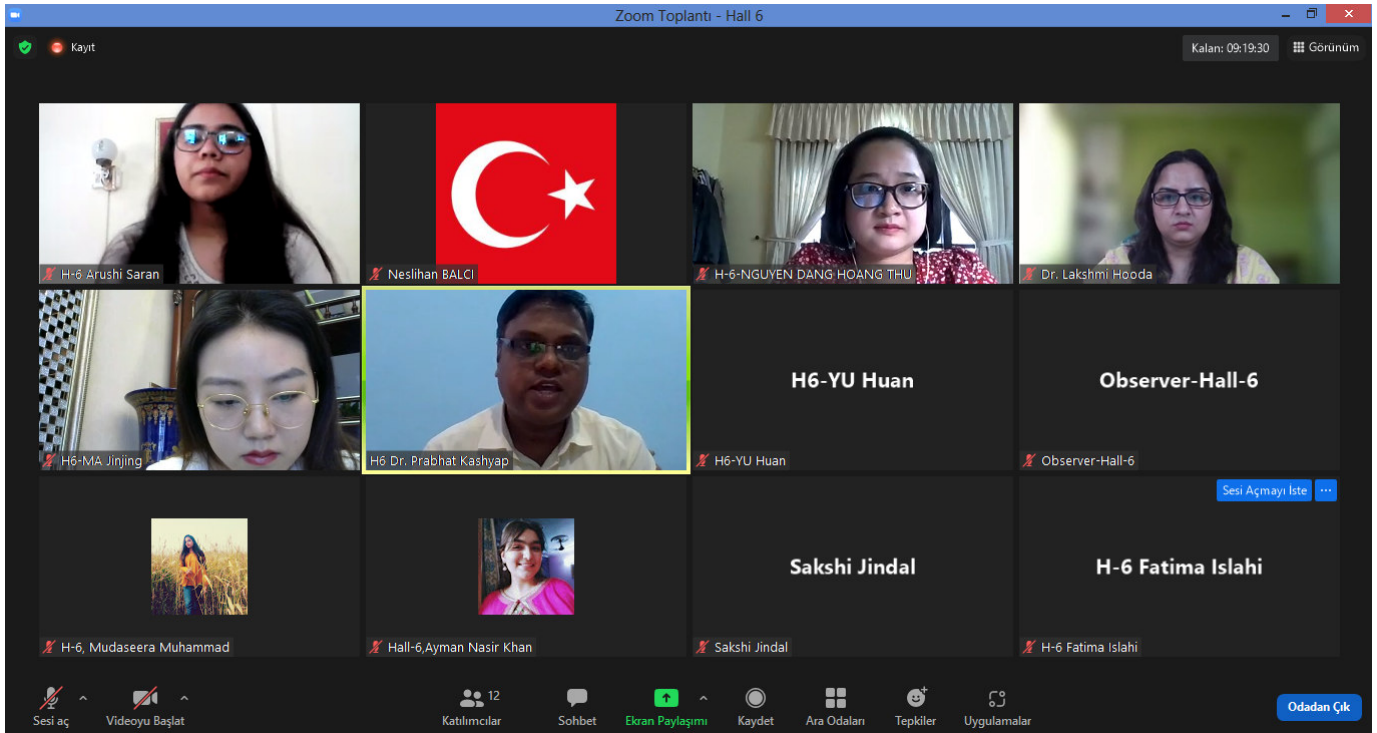 Zoom Toplantı - Hall 6
Kayıt
Kalan: 09:19:30
Görünüm
H-6 Arushi Saran
Neslihan BALCI
H-6-NGUYEN DANG HOANG THU
Dr. Lakshmi Hooda
H6-MA Jinjing
H6 Dr. Prabhat Kashyap
H6-YU Huan
H6-YU Huan
Observer-Hall-6
Observer-Hall-6
H-6, Mudaseera Muhammad
Hall-6,Ayman Nasir Khan
Sakshi Jindal
Sakshi Jindal
Sesi Açmayı İste
H-6 Fatima Islahi
H-6 Fatima Islahi
Sesi aç
Videoyu Başlat
12
Katılımcılar
Sohbet
Ekran Paylaşımı
Kaydet
Ara Odaları
Tepkiler
Uygulamalar
Odadan Çık